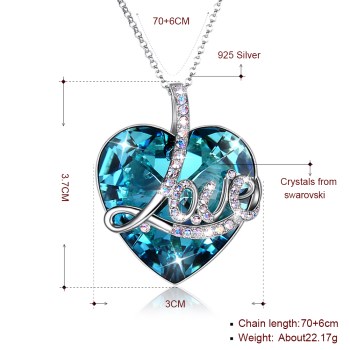 70+6CM
925 Silver
3.7CM
Love
Crystals from
swarovski
3CM
Chain length:70+6cm
Weight: About22.17g